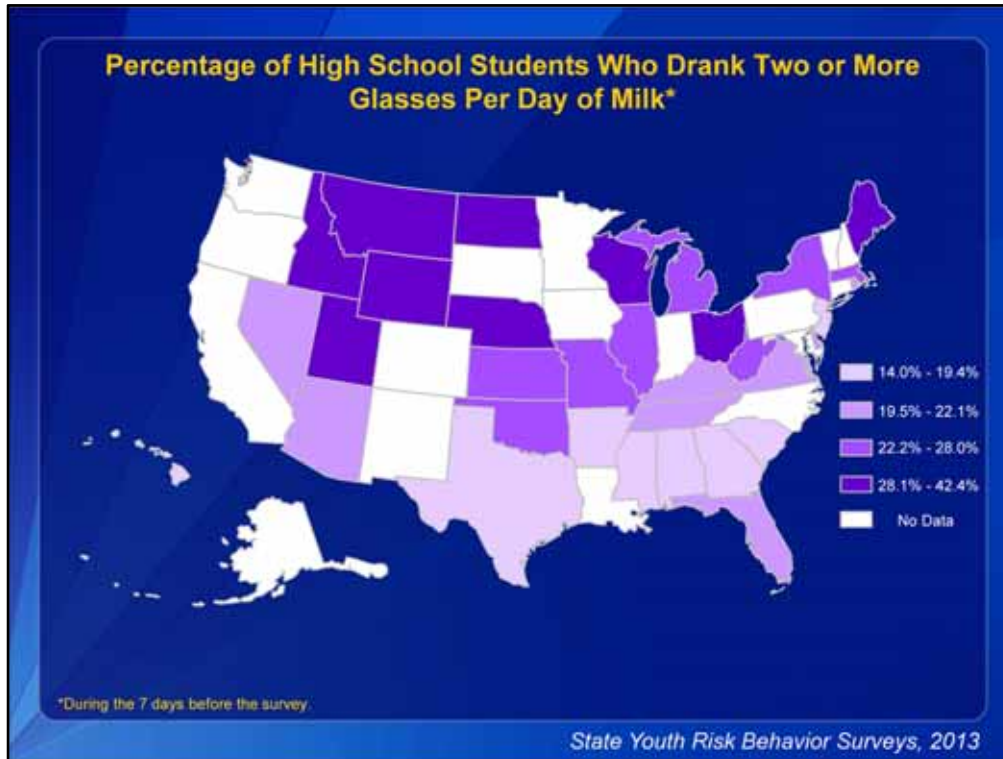 Percentage of High School Students Who Drank Two or More
Glasses Per Day of Milk*
14.0% - 19.4%
19.5% - 22.1%
22.2% - 28.0%
28.1% - 42.4%
No Data
*During the 7 days before the survey.
State Youth Risk Behavior Surveys, 2013